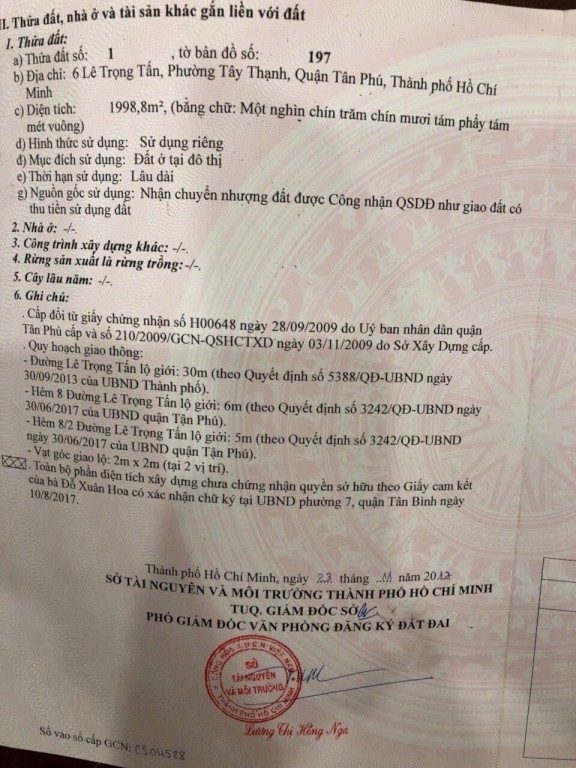 II. Thửa đất, nhà ở và tài sản khác gắn liền với đất
1. Thửa đất:
a) Thửa đất số: 1 , tờ bản đồ số: 197
b) Địa chỉ: 6 Lê Trọng Tấn, Phường Tây Thạnh, Quận Tân Phú, Thành phố Hồ Chí
Minh
c) Diện tích: 1998,8m², (bằng chữ: Một nghìn chín trăm chín mươi tám phẩy tám
mét vuông)
d) Hình thức sử dụng: Sử dụng riêng
đ) Mục đích sử dụng: Đất ở tại đô thị
e) Thời hạn sử dụng: Lâu dài
g) Nguồn gốc sử dụng: Nhận chuyển nhượng đất được Công nhận QSDĐ như giao đất có
thu tiền sử dụng đất
2. Nhà ở: -/-.
3. Công trình xây dựng khác: -/-.
4. Rừng sản xuất là rừng trồng: -/-.
5. Cây lâu năm: -/-.
6. Ghi chú:
. Cấp đổi từ giấy chứng nhận số H00648 ngày 28/09/2009 do Uỷ ban nhân dân quận
Tân Phú cấp và số 210/2009/GCN-QSHCTXD ngày 03/11/2009 do Sở Xây Dựng cấp.
. Quy hoạch giao thông:
- Đường Lê Trọng Tấn lộ giới: 30m (theo Quyết định số 5388/QĐ-UBND ngày
30/09/2013 của UBND Thành phố).
- Hẻm 8 Đường Lê Trọng Tấn lộ giới: 6m (theo Quyết định số 3242/QĐ-UBND ngày
30/06/2017 của UBND quận Tân Phú).
- Hẻm 8/2 Đường Lê Trọng Tấn lộ giới: 5m (theo Quyết định số 3242/QĐ-UBND
ngày 30/06/2017 của UBND quận Tân Phú).
- Vạt góc giao lộ: 2m x 2m (tại 2 vị trí).
. Toàn bộ phần diện tích xây dựng chưa chứng nhận quyền sở hữu theo Giấy cam kết
của bà Đỗ Xuân Hoa có xác nhận chữ ký tại UBND phường 7, quận Tân Bình ngày
10/8/2017.
Thành phố Hồ Chí Minh, ngày 23 tháng 11 năm 2017
SỞ TÀI NGUYÊN VÀ MÔI TRƯỜNG THÀNH PHỐ HỒ CHÍ MINH
TUQ. GIÁM ĐỐC SỞ
PHÓ GIÁM ĐỐC VĂN PHÒNG ĐĂNG KÝ ĐẤT ĐAI
CỘNG HÒA X.H.C.N VIỆT NAM
SỞ
TÀI NGUYÊN
VÀ MÔI TRƯỜNG
THÀNH PHỐ HỒ CHÍ MINH
Lương Thị Hồng Nga
Số vào sổ cấp GCN: CS04528